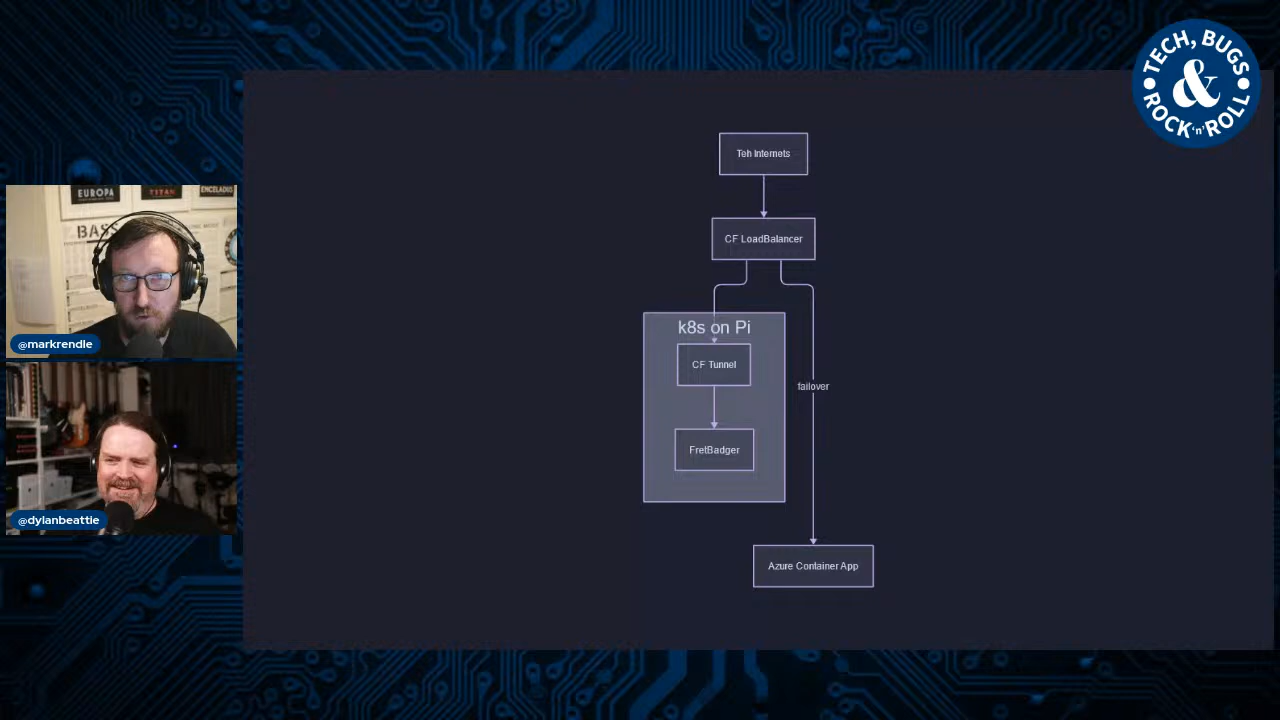 TECH, BUGS
&
ROCK 'n' ROLL
Teh Internets
CF LoadBalancer
k8s on Pi
CF Tunnel
failover
FretBadger
Azure Container App
EUROPA
TITAN
ENCELADUS
BASS
@markrendle
@dylanbeattie